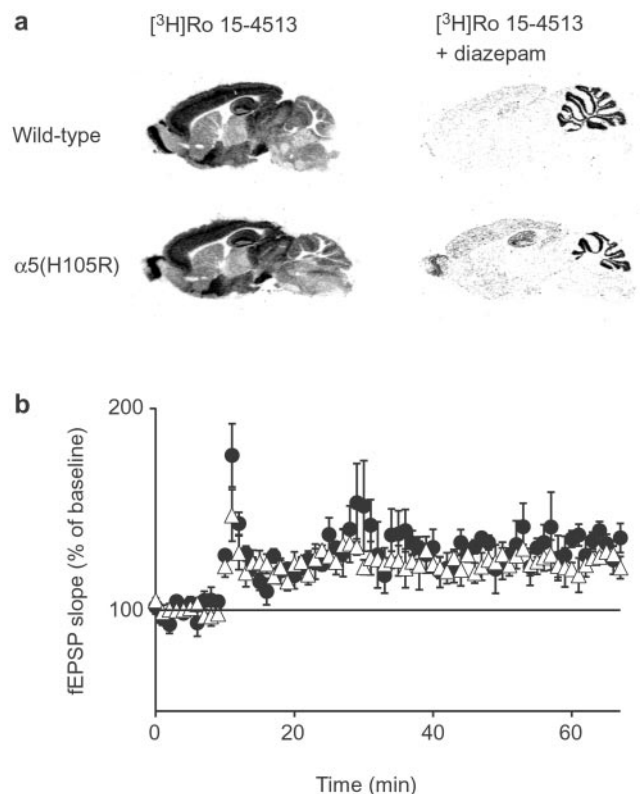 a
[³H]Ro 15-4513
[³H]Ro 15-4513
+ diazepam
Wild-type
α5(H105R)
b
200
100
fEPSP slope (% of baseline)
0
20
40
60
Time (min)